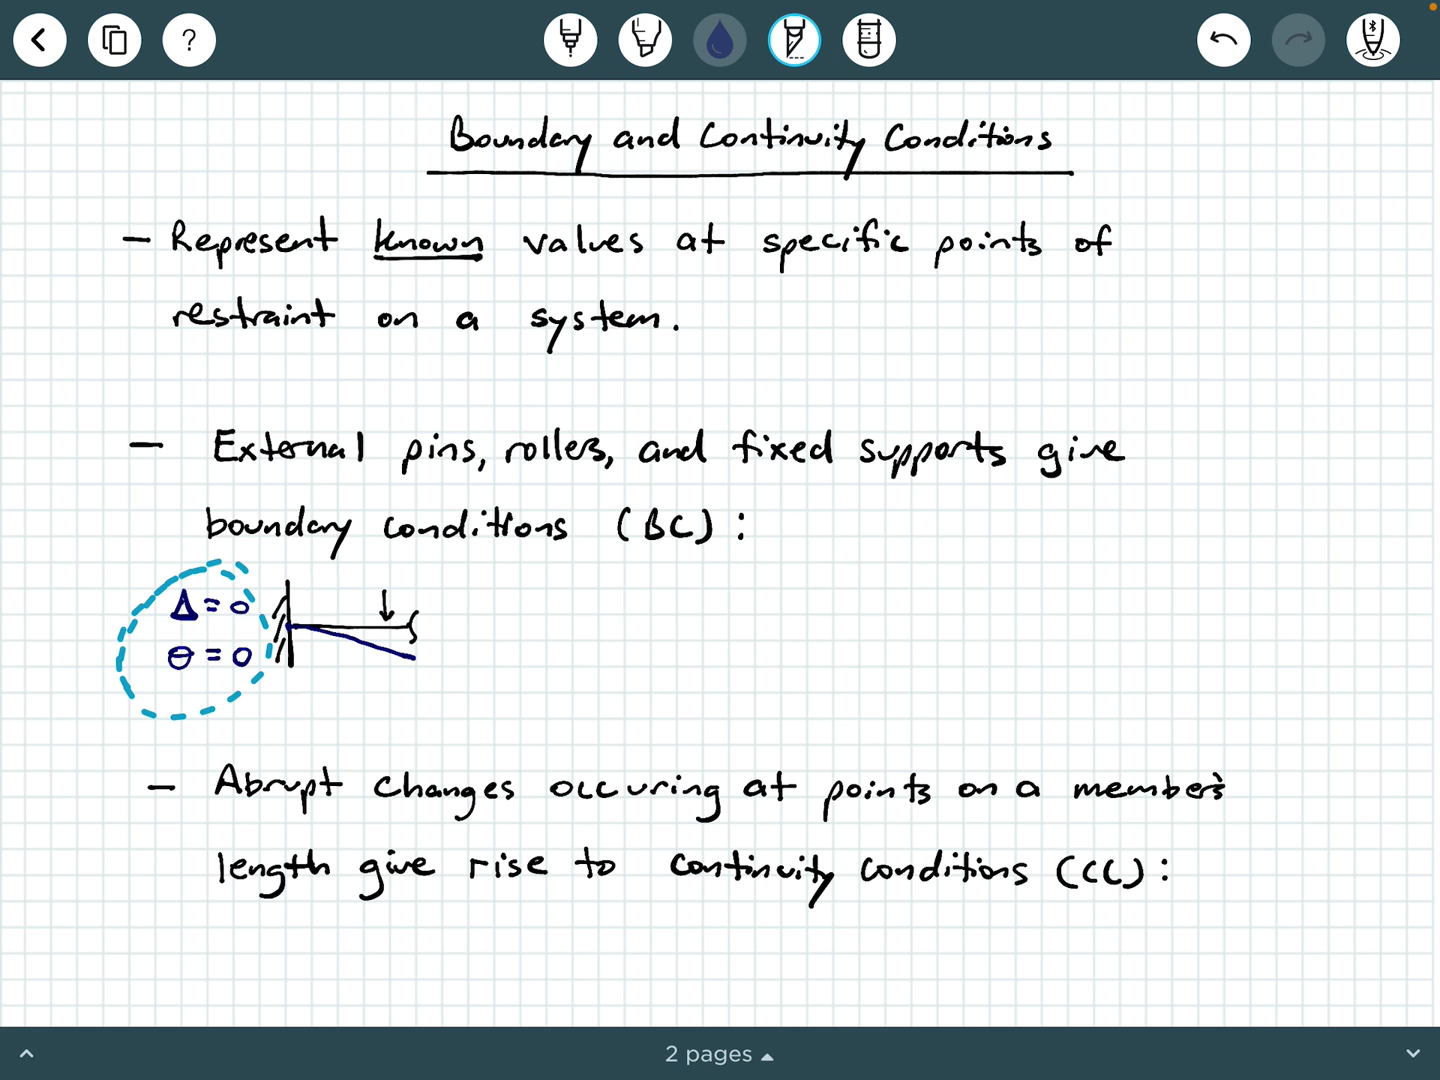 ?
Boundary and Continuity Conditions
- Represent known values at specific points of
restraint on a system.
- External pins, rollers, and fixed supports give
boundary conditions (BC) :
Δ = 0
θ = 0
- Abrupt changes occuring at points on a member's
length give rise to continuity conditions (CC) :
2 pages